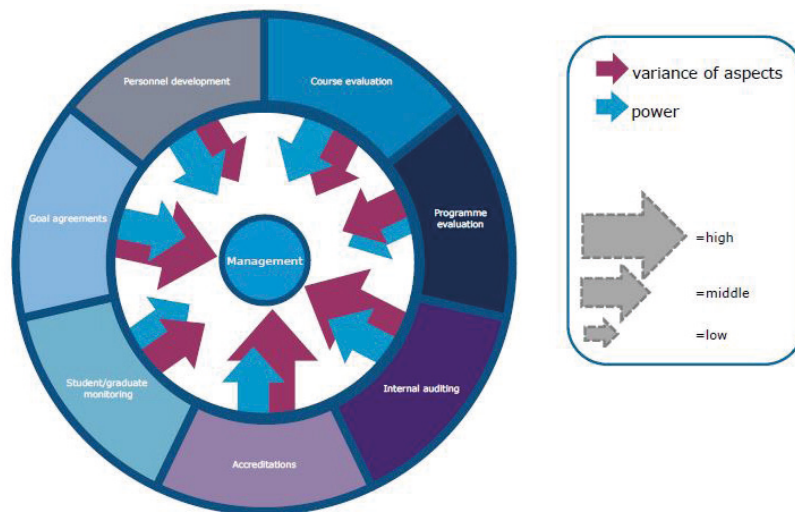 Personnel development
Course evaluation
Goal agreements
Programme
evaluation
Management
Student/graduate
monitoring
Internal auditing
Accreditations
variance of aspects
power
=high
=middle
=low